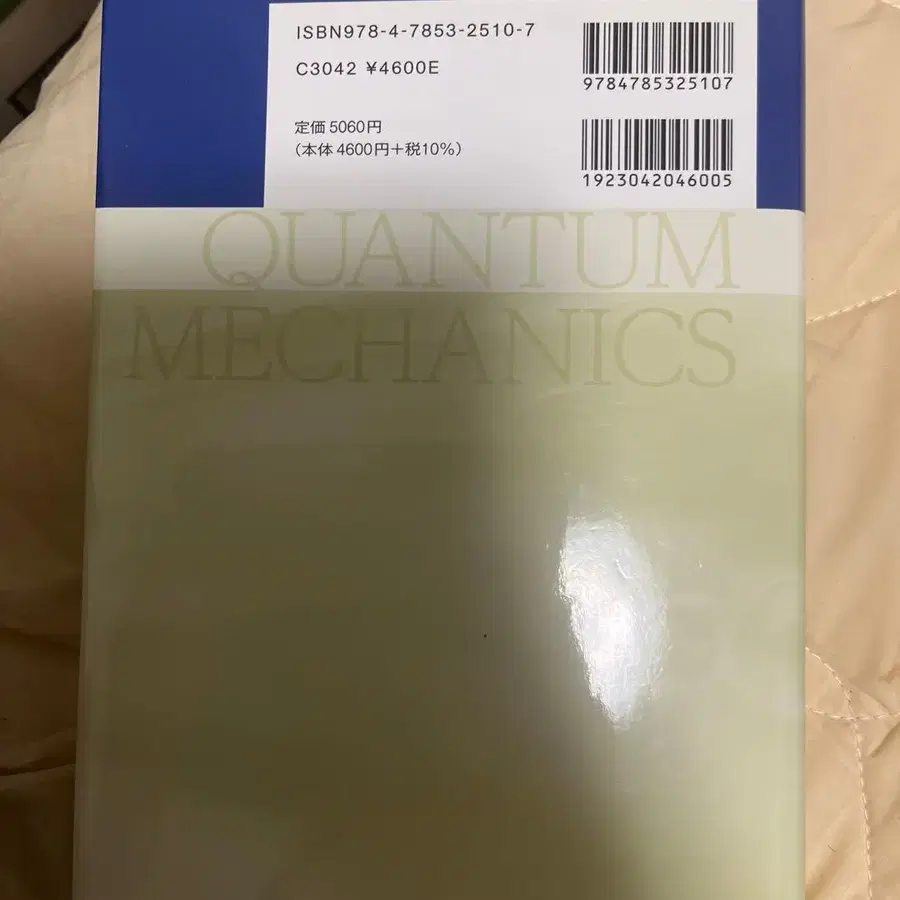 ISBN978-4-7853-2510-7
C3042 ¥4600E
9784785325107
定価 5060円
（本体 4600円＋税10％）
1923042046005
QUANTUM
MECHANICS